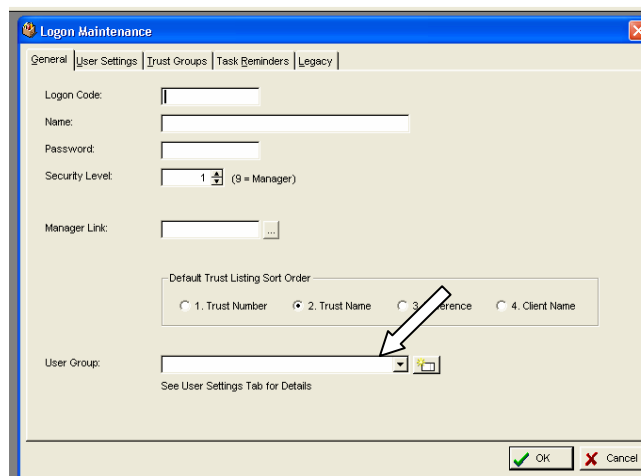 Logon Maintenance
General User Settings Trust Groups Task Reminders Legacy
Logon Code:
Name:
Password:
Security Level: 1 (9 = Manager)
Manager Link: ...
Default Trust Listing Sort Order
1. Trust Number 2. Trust Name 3. erence 4. Client Name
User Group:
See User Settings Tab for Details
OK Cancel